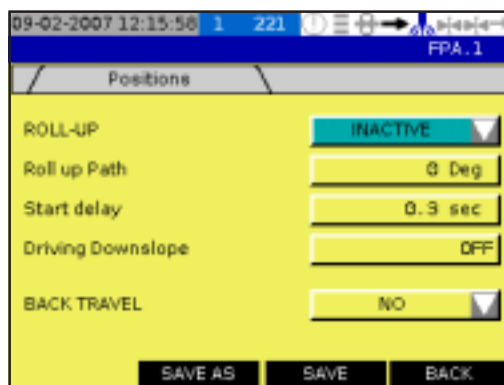 09-02-2007 12:15:58 1 221
FPA.1
Positions
ROLL-UP INACTIVE
Roll up Path 0 Deg
Start delay 0.3 sec
Driving Downslope OFF
BACK TRAVEL NO
SAVE AS SAVE BACK